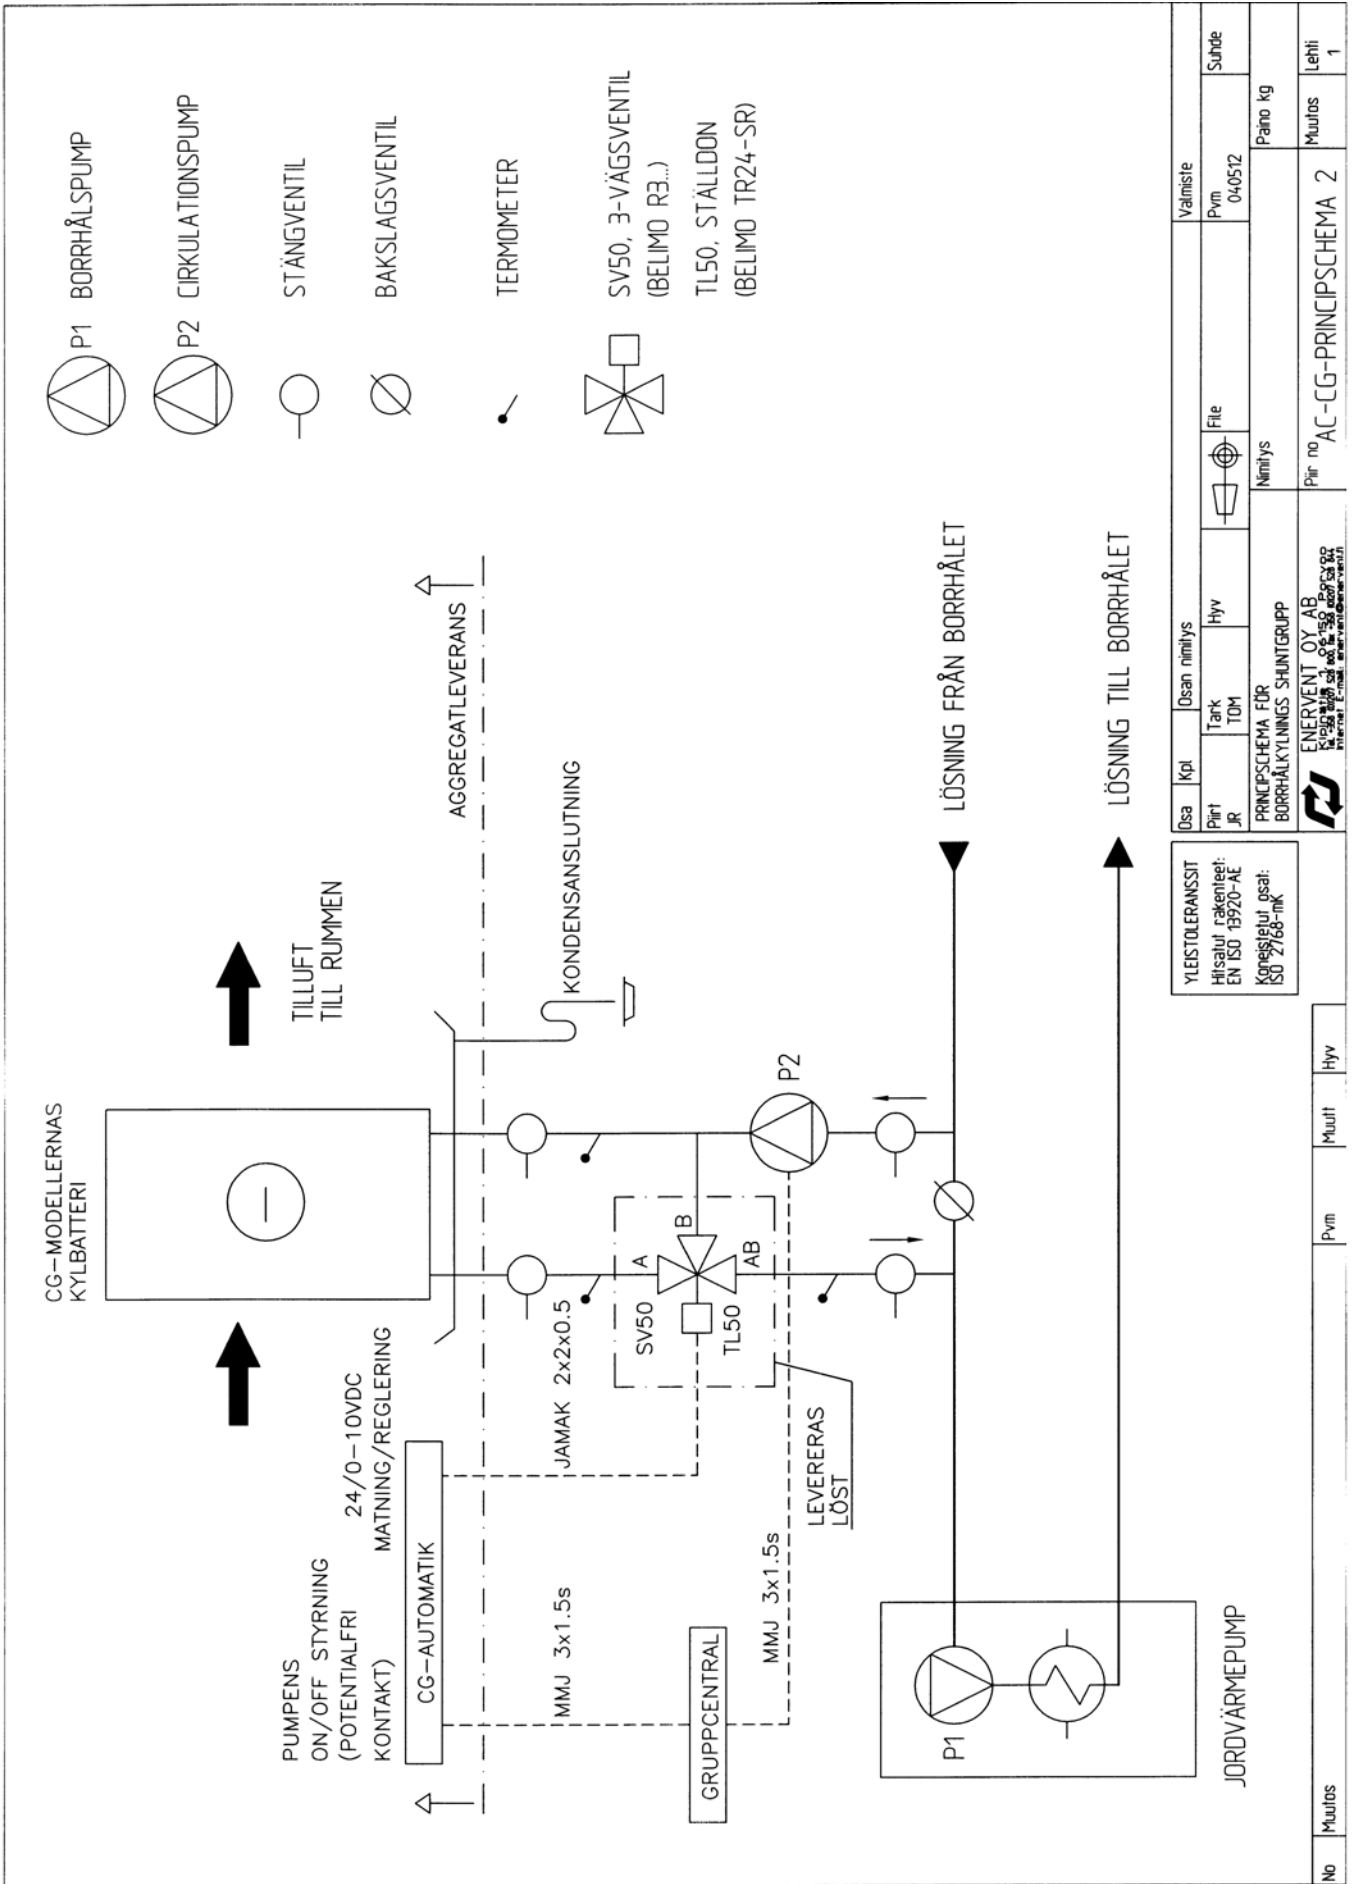 CG-MODELLERNAS
KYLBATTERI
TILLUFT
TILL RUMMEN
PUMPENS
ON/OFF STYRNING
(POTENTIALFRI
KONTAKT)
24/0-10VDC
MATNING/REGLERING
CG-AUTOMATIK
AGGREGATLEVERANS
KONDENSANSLUTNING
MMJ 3x1.5s
JAMAK 2x2x0.5
SV50
A
B
AB
TL50
P2
GRUPPCENTRAL
MMJ 3x1.5s
LEVERERAS
LÖST
P1
JORDVÄRMEPUMP
LÖSNING FRÅN BORRHÅLET
LÖSNING TILL BORRHÅLET
P1 BORRHÅLSPUMP
P2 CIRKULATIONSPUMP
STÄNGVENTIL
BAKSLAGSVENTIL
TERMOMETER
SV50, 3-VÄGSVENTIL
(BELIMO R3...)
TL50, STÄLLDON
(BELIMO TR24-SR)
YLEISTOLERANSSIT
Hitsatut rakenteet:
EN ISO 13920-AE
Koneistetut osat:
ISO 2768-mK
Osa Kpl Osan nimitys Valmiste
Piirt Tark Hyv File Pvm Suhde
JR TOM 040512
PRINCIPSCHEMA FÖR
BORRHÅLKYLNINGS SHUNTGRUPP
Nimitys Paino kg
ENERVENT OY AB
Piir no AC-CG-PRINCIPSCHEMA 2
Muutos Lehti
1
No Muutos Pvm Muutt Hyv